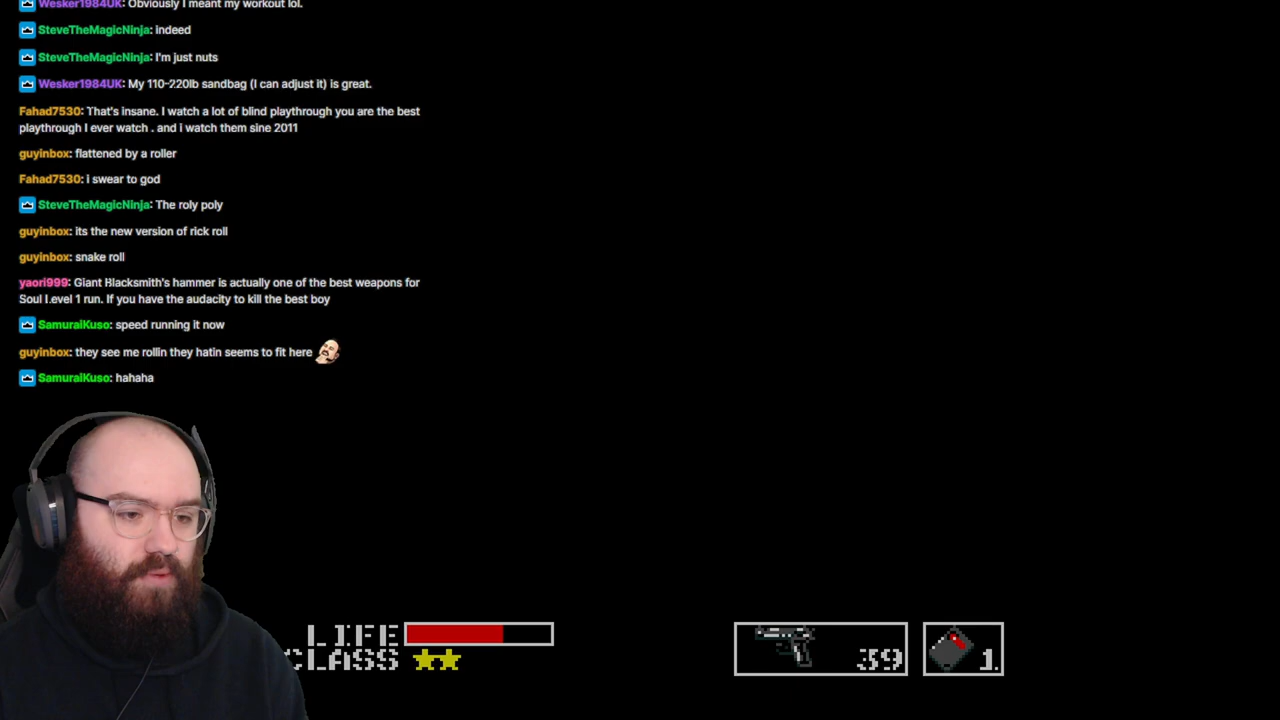 Wesker1984UK: Obviously I meant my workout lol.
SteveTheMagicNinja: indeed
SteveTheMagicNinja: I'm just nuts
Wesker1984UK: My 110-220lb sandbag (I can adjust it) is great.
Fahad7530: That's insane. I watch a lot of blind playthrough you are the best
playthrough I ever watch . and i watch them sine 2011
guyinbox: flattened by a roller
Fahad7530: i swear to god
SteveTheMagicNinja: The roly poly
guyinbox: its the new version of rick roll
guyinbox: snake roll
yaori999: Giant Blacksmith's hammer is actually one of the best weapons for
Soul Level 1 run. If you have the audacity to kill the best boy
SamuraiKuso: speed running it now
guyinbox: they see me rollin they hatin seems to fit here
SamuraiKuso: hahaha
LIFE
CLASS
39
1